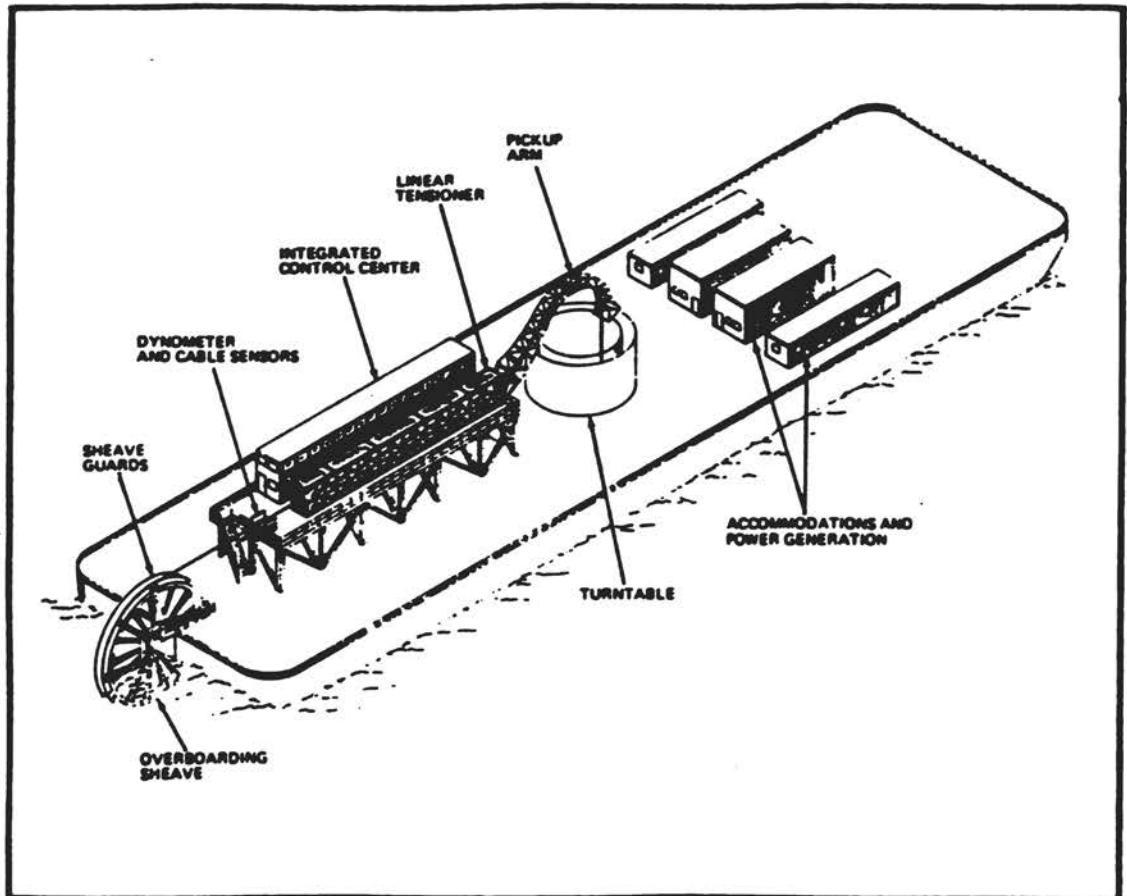 PICKUP
ARM
LINEAR
TENSIONER
INTEGRATED
CONTROL CENTER
DYNOMETER
AND CABLE SENSORS
SHEAVE
GUARDS
ACCOMMODATIONS AND
POWER GENERATION
TURNTABLE
OVERBOARDING
SHEAVE